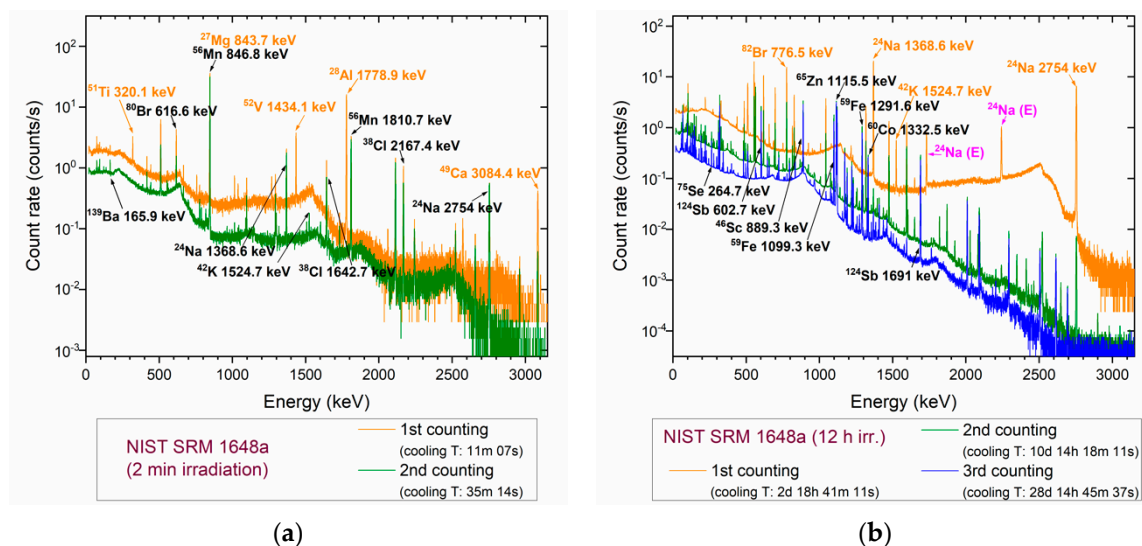 ²⁷Mg 843.7 keV
⁵⁶Mn 846.8 keV
²⁸Al 1778.9 keV
⁵¹Ti 320.1 keV
⁸⁰Br 616.6 keV
⁵²V 1434.1 keV
⁵⁶Mn 1810.7 keV
³⁸Cl 2167.4 keV
⁴⁹Ca 3084.4 keV
¹³⁹Ba 165.9 keV
²⁴Na 2754 keV
²⁴Na 1368.6 keV
⁴²K 1524.7 keV
³⁸Cl 1642.7 keV
10²
10¹
10⁰
10⁻¹
10⁻²
10⁻³
Count rate (counts/s)
0 500 1000 1500 2000 2500 3000
Energy (keV)
NIST SRM 1648a
(2 min irradiation)
1st counting
(cooling T: 11m 07s)
2nd counting
(cooling T: 35m 14s)
(a)
⁸²Br 776.5 keV
²⁴Na 1368.6 keV
⁶⁵Zn 1115.5 keV
²⁴Na 2754 keV
⁴²K 1524.7 keV
⁵⁹Fe 1291.6 keV
⁶⁰Co 1332.5 keV
²⁴Na (E)
²⁴Na (E)
⁷⁵Se 264.7 keV
¹²⁴Sb 602.7 keV
⁴⁶Sc 889.3 keV
⁵⁹Fe 1099.3 keV
¹²⁴Sb 1691 keV
10²
10¹
10⁰
10⁻¹
10⁻²
10⁻³
10⁻⁴
Count rate (counts/s)
0 500 1000 1500 2000 2500 3000
Energy (keV)
NIST SRM 1648a (12 h irr.)
1st counting
(cooling T: 2d 18h 41m 11s)
2nd counting
(cooling T: 10d 14h 18m 11s)
3rd counting
(cooling T: 28d 14h 45m 37s)
(b)